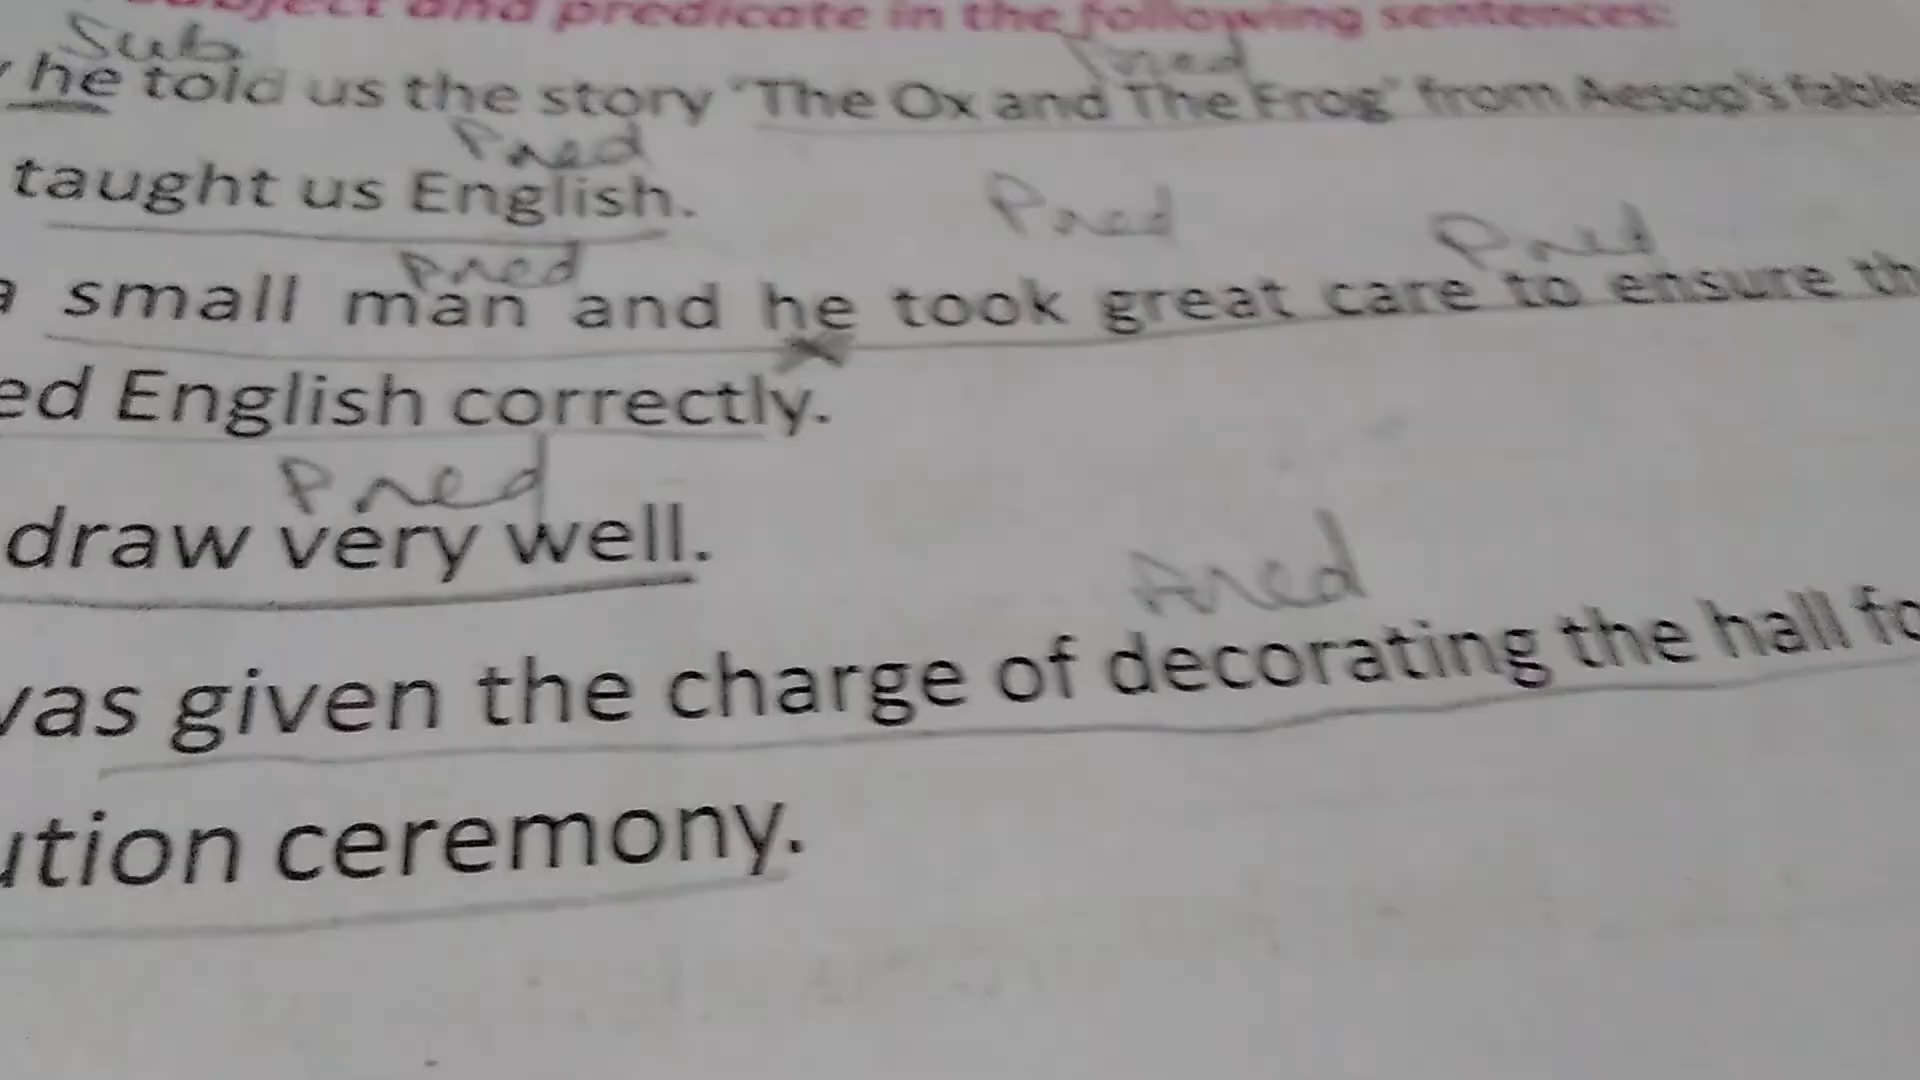 subject and predicate in the following sentences:
Sub Pred
he told us the story 'The Ox and The Frog' from Aesop's fable
Pred
taught us English.
Pred Pred Pred
a small man and he took great care to ensure th
ed English correctly.
Pred
draw very well.
Pred
was given the charge of decorating the hall fo
ution ceremony.